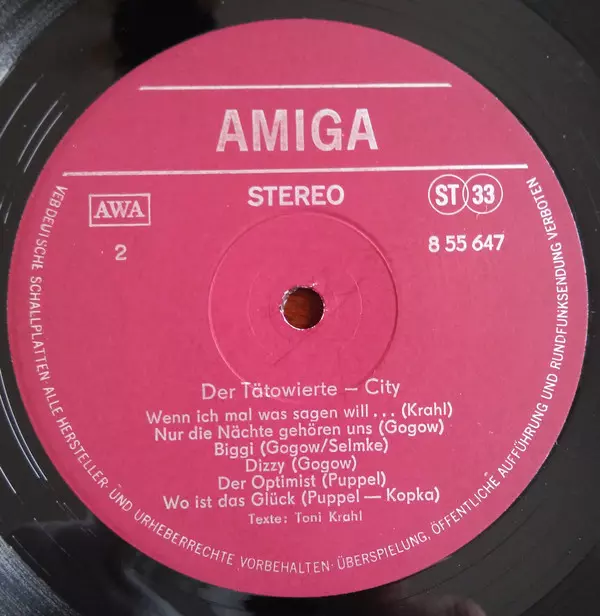 AMIGA
AWA
STEREO
ST 33
2
8 55 647
Der Tätowierte – City
Wenn ich mal was sagen will . . . (Krahl)
Nur die Nächte gehören uns (Gogow)
Biggi (Gogow/Selmke)
Dizzy (Gogow)
Der Optimist (Puppel)
Wo ist das Glück (Puppel — Kopka)
Texte: Toni Krahl
VEB DEUTSCHE SCHALLPLATTEN · ALLE HERSTELLER- UND URHEBERRECHTE VORBEHALTEN · ÜBERSPIELUNG, ÖFFENTLICHE AUFFÜHRUNG UND RUNDFUNKSENDUNG VERBOTEN